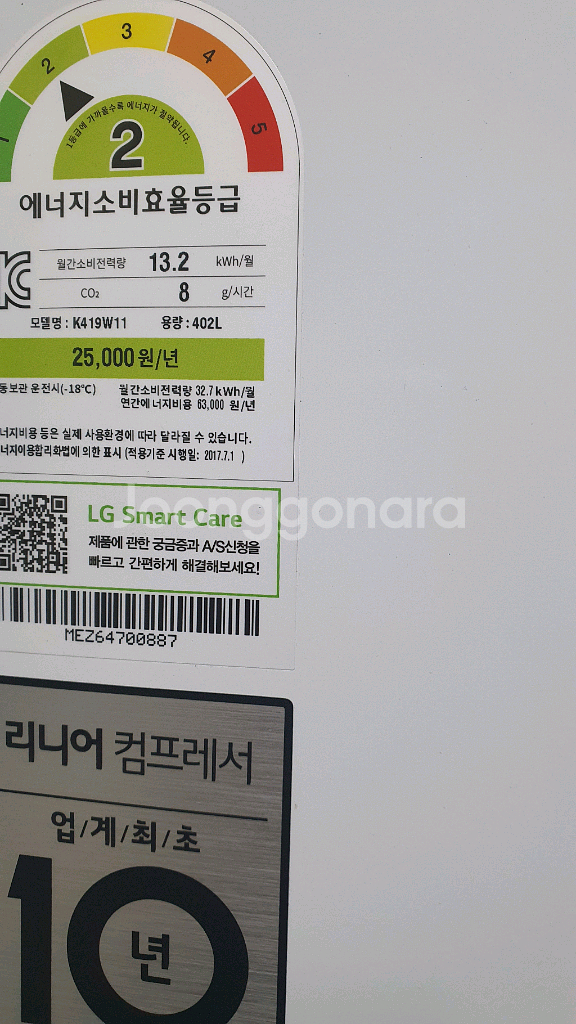 3
2
4
1등급에 가까울수록 에너지가 절약됩니다.
5
2
에너지소비효율등급
월간소비전력량 13.2 kWh/월
CO₂ 8 g/시간
모델명 : K419W11 용량 : 402L
25,000원/년
동보관 운전시(-18℃) 월간소비전력량 32.7kWh/월
연간에너지비용 63,000 원/년
너지비용 등은 실제 사용환경에 따라 달라질 수 있습니다.
너지이용합리화법에 의한 표시 (적용기준 시행일: 2017.7.1 )
Joonggonara
LG Smart Care
제품에 관한 궁금증과 A/S신청을
빠르고 간편하게 해결해보세요!
MEZ64700887
리니어 컴프레서
업/계/최/초
10
년